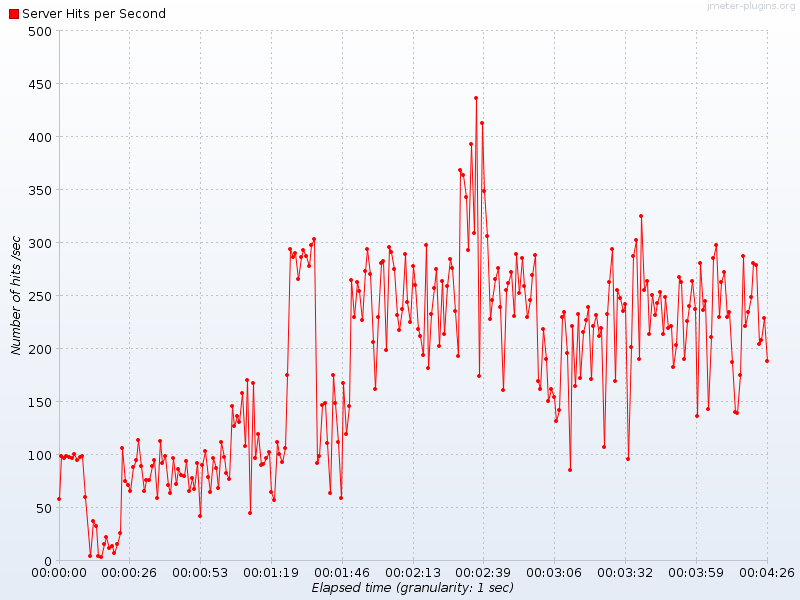 jmeter-plugins.org
Server Hits per Second
500
450
400
350
300
250
200
150
100
50
0
Number of hits /sec
00:00:00 00:00:26 00:00:53 00:01:19 00:01:46 00:02:13 00:02:39 00:03:06 00:03:32 00:03:59 00:04:26
Elapsed time (granularity: 1 sec)